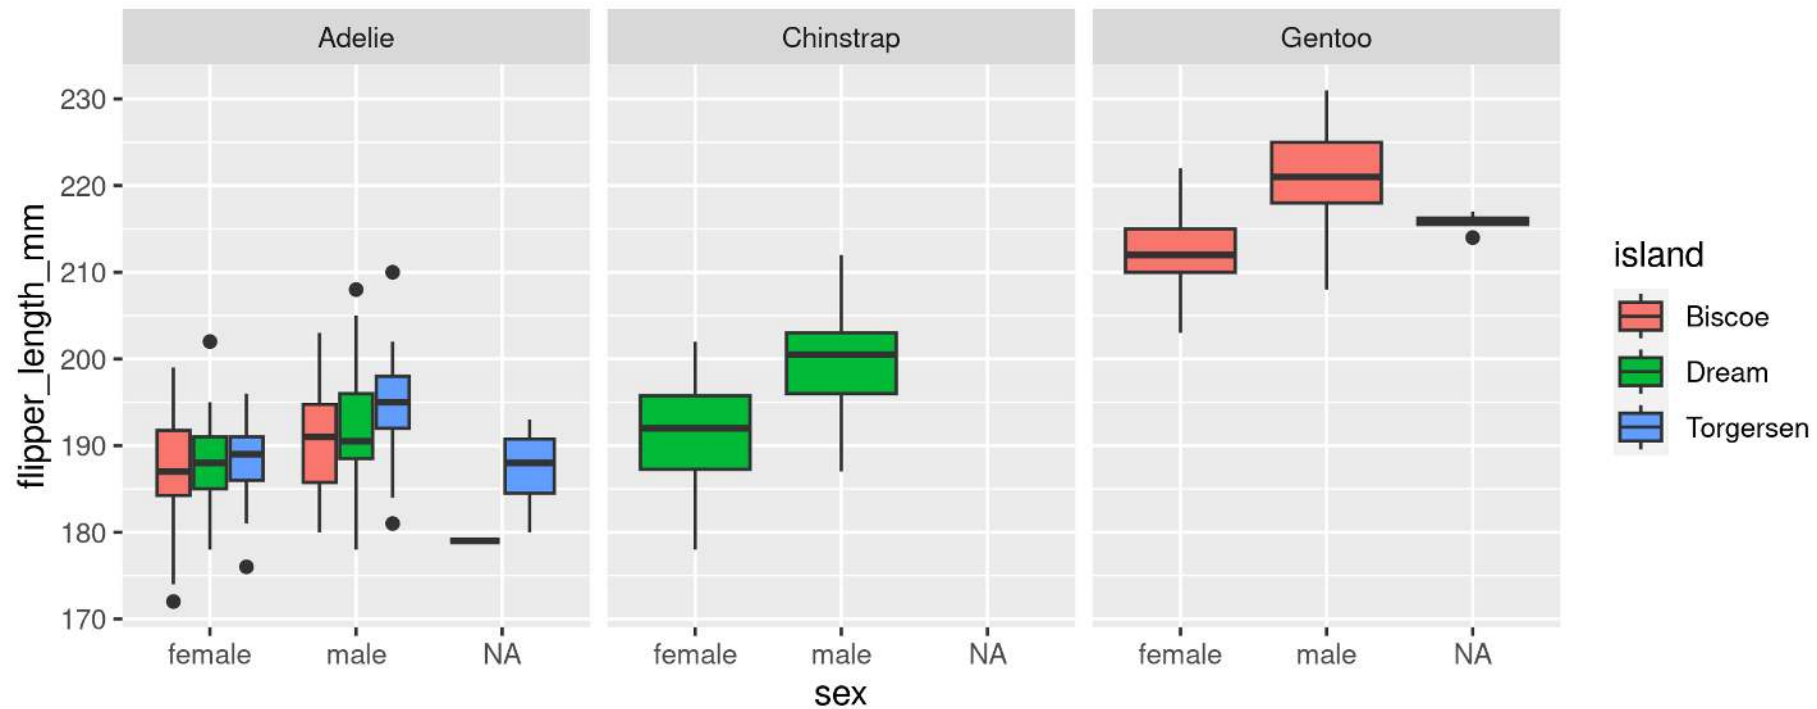 Adelie
Chinstrap
Gentoo
230
220
210
200
190
180
170
flipper_length_mm
female male NA
female male NA
female male NA
sex
island
Biscoe
Dream
Torgersen